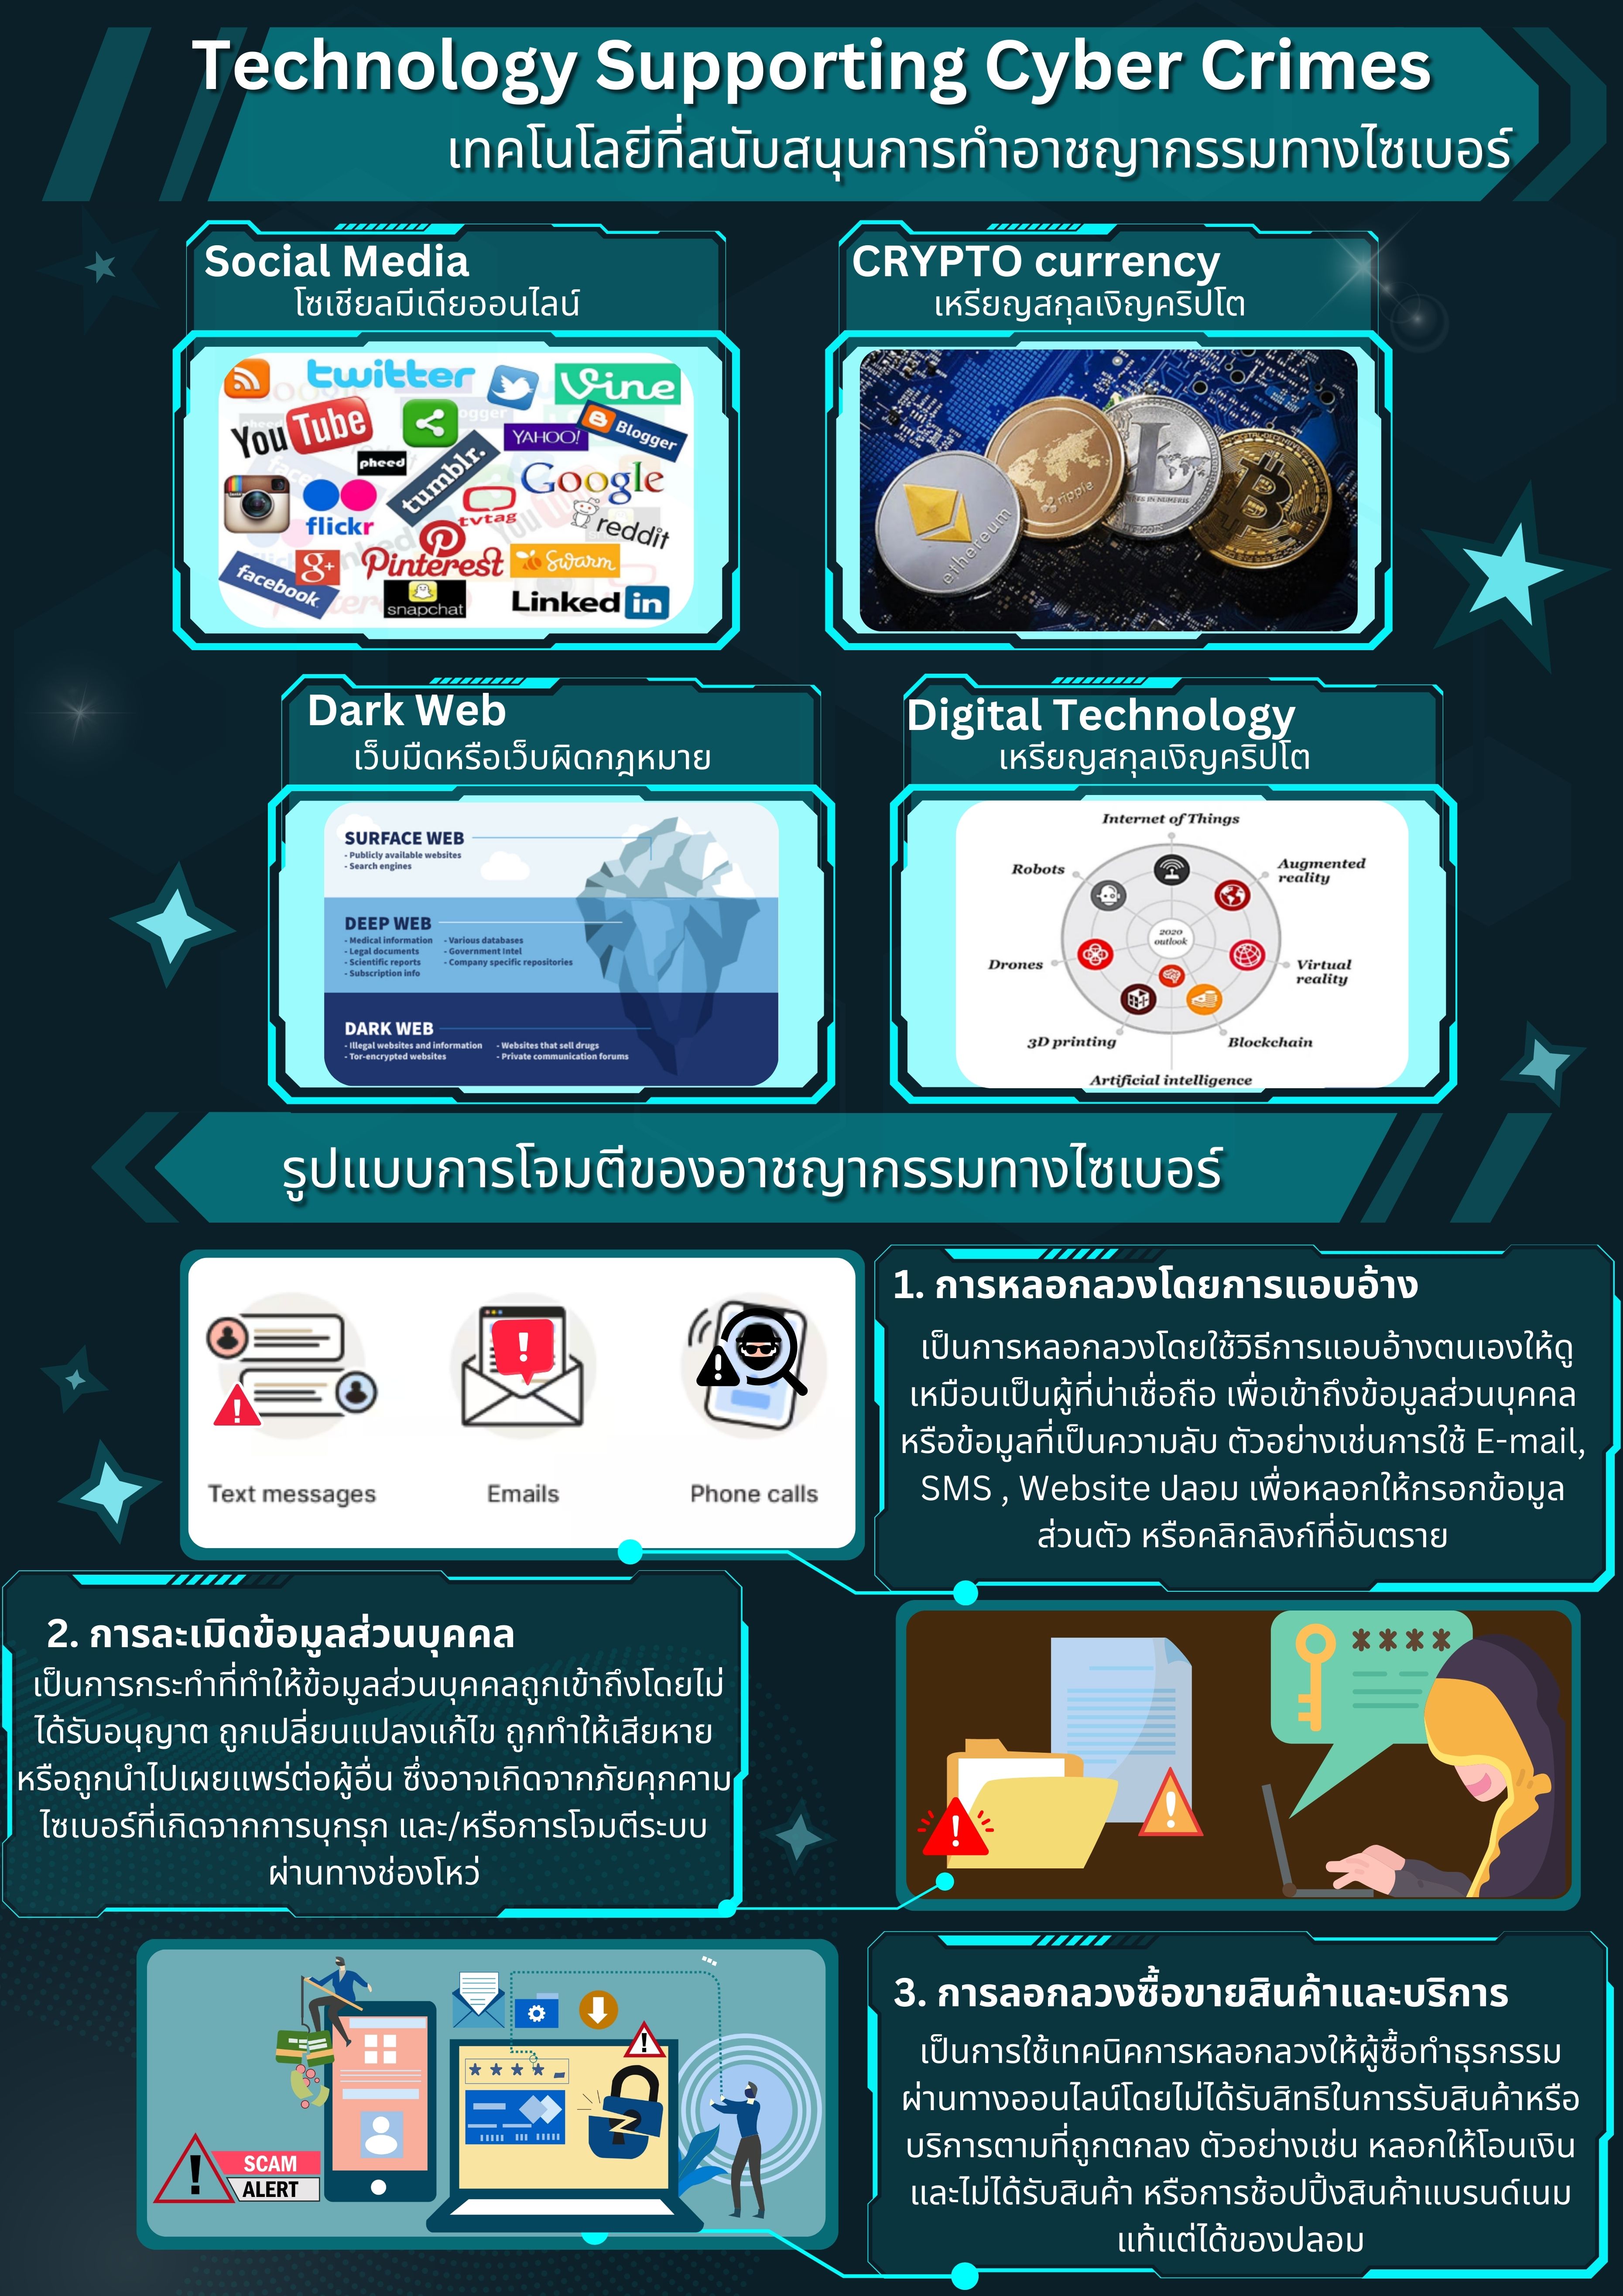 Technology Supporting Cyber Crimes
เทคโนโลยีที่สนับสนุนการทำอาชญากรรมทางไซเบอร์
Social Media
โซเชียลมีเดียออนไลน์
twitter
Vine
You Tube
Blogger
YAHOO!
pheed
tumblr.
Google
flickr
tvtag
reddit
Pinterest
Swarm
facebook
g+
snapchat
Linked in
CRYPTO currency
เหรียญสกุลเงิญคริปโต
ethereum
ripple
Dark Web
เว็บมืดหรือเว็บผิดกฎหมาย
SURFACE WEB
- Publicly available websites
- Search engines
DEEP WEB
- Medical information
- Legal documents
- Scientific reports
- Subscription info
- Various databases
- Government Intel
- Company specific repositories
DARK WEB
- Illegal websites and information
- Tor-encrypted websites
- Websites that sell drugs
- Private communication forums
Digital Technology
เหรียญสกุลเงิญคริปโต
Internet of Things
Robots
Augmented
reality
2020
outlook
Drones
Virtual
reality
3D printing
Blockchain
Artificial intelligence
รูปแบบการโจมตีของอาชญากรรมทางไซเบอร์
Text messages
Emails
Phone calls
1. การหลอกลวงโดยการแอบอ้าง
เป็นการหลอกลวงโดยใช้วิธีการแอบอ้างตนเองให้ดู
เหมือนเป็นผู้ที่น่าเชื่อถือ เพื่อเข้าถึงข้อมูลส่วนบุคคล
หรือข้อมูลที่เป็นความลับ ตัวอย่างเช่นการใช้ E-mail,
SMS , Website ปลอม เพื่อหลอกให้กรอกข้อมูล
ส่วนตัว หรือคลิกลิงก์ที่อันตราย
2. การละเมิดข้อมูลส่วนบุคคล
เป็นการกระทำที่ทำให้ข้อมูลส่วนบุคคลถูกเข้าถึงโดยไม่
ได้รับอนุญาต ถูกเปลี่ยนแปลงแก้ไข ถูกทำให้เสียหาย
หรือถูกนำไปเผยแพร่ต่อผู้อื่น ซึ่งอาจเกิดจากภัยคุกคาม
ไซเบอร์ที่เกิดจากการบุกรุก และ/หรือการโจมตีระบบ
ผ่านทางช่องโหว่
****
SCAM
ALERT
3. การลอกลวงซื้อขายสินค้าและบริการ
เป็นการใช้เทคนิคการหลอกลวงให้ผู้ซื้อทำธุรกรรม
ผ่านทางออนไลน์โดยไม่ได้รับสิทธิในการรับสินค้าหรือ
บริการตามที่ถูกตกลง ตัวอย่างเช่น หลอกให้โอนเงิน
และไม่ได้รับสินค้า หรือการช้อปปิ้งสินค้าแบรนด์เนม
แท้แต่ได้ของปลอม